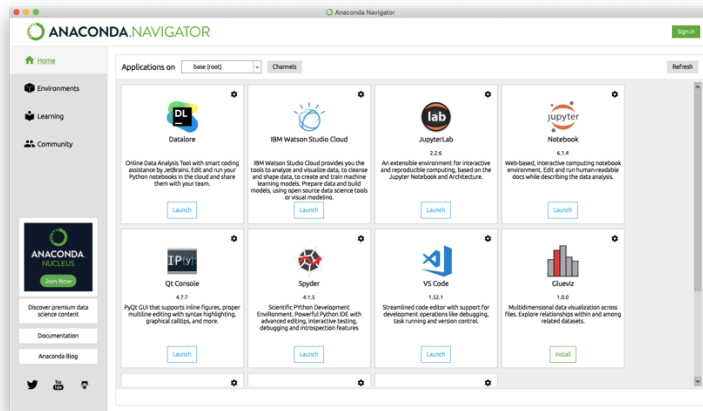 Anaconda Navigator
ANACONDA.NAVIGATOR
Sign in
Home
Environments
Learning
Community
ANACONDA
NUCLEUS
Join Now
Discover premium data
science content
Documentation
Anaconda Blog
Applications on base (root) Channels
Refresh
DL
Datalore
Online Data Analysis Tool with smart coding
assistance by JetBrains. Edit and run your
Python notebooks in the cloud and share
them with your team.
Launch
IBM Watson Studio Cloud
IBM Watson Studio Cloud provides you the
tools to analyze and visualize data, to cleanse
and shape data, to create and train machine
learning models. Prepare data and build
models, using open source data science tools
or visual modeling.
Launch
lab
JupyterLab
2.2.6
An extensible environment for interactive
and reproducible computing, based on the
Jupyter Notebook and Architecture.
Launch
jupyter
Notebook
6.1.4
Web-based, interactive computing notebook
environment. Edit and run human-readable
docs while describing the data analysis.
Launch
IP[y]:
Qt Console
4.7.7
PyQt GUI that supports inline figures, proper
multiline editing with syntax highlighting,
graphical calltips, and more.
Launch
Spyder
4.1.5
Scientific PYthon Development
EnviRonment. Powerful Python IDE with
advanced editing, interactive testing,
debugging and introspection features
Launch
VS Code
1.52.1
Streamlined code editor with support for
development operations like debugging,
task running and version control.
Launch
Glueviz
1.0.0
Multidimensional data visualization across
files. Explore relationships within and among
related datasets.
Install
You
Tube